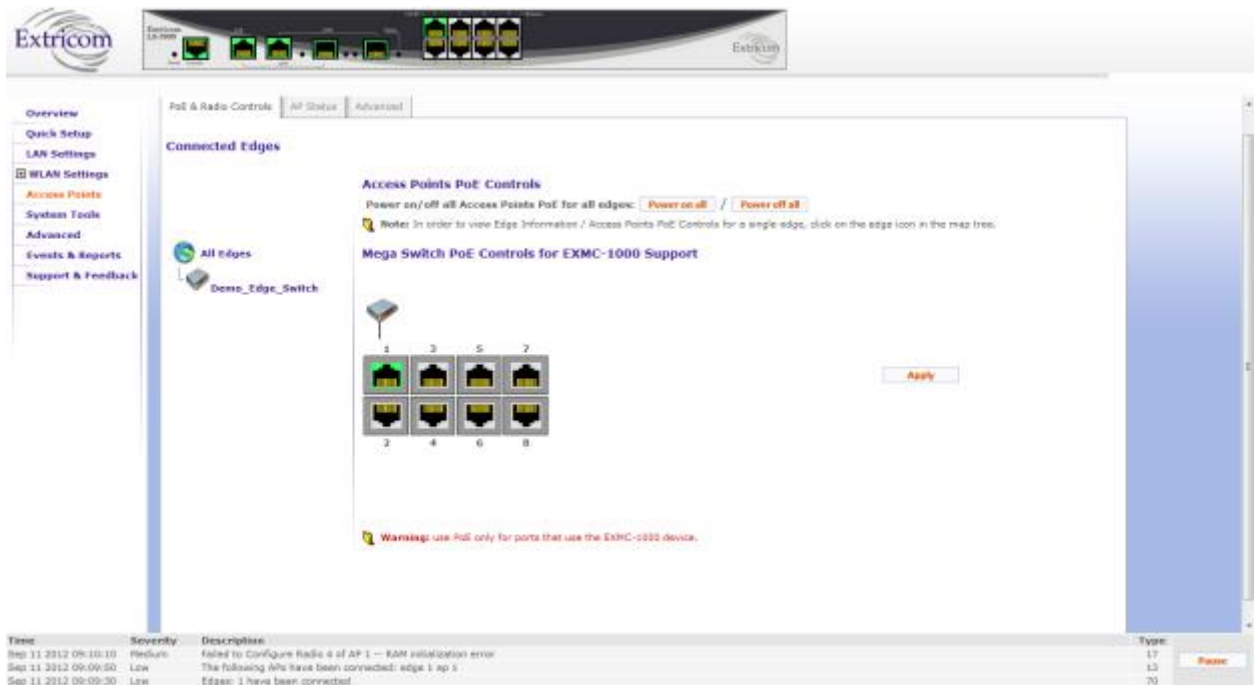 Extricom
Extricom
LS-3000
Extricom
PoE & Radio Controls
AP Status
Advanced
Overview
Quick Setup
LAN Settings
WLAN Settings
Access Points
System Tools
Advanced
Events & Reports
Support & Feedback
Connected Edges
All Edges
Demo_Edge_Switch
Access Points PoE Controls
Power on/off all Access Points PoE for all edges: Power on all / Power off all
Note: In order to view Edge Information / Access Points PoE Controls for a single edge, click on the edge icon in the map tree.
Mega Switch PoE Controls for EXMC-1000 Support
1 3 5 7
2 4 6 8
Apply
Warning: use PoE only for ports that use the EXMC-1000 device.
Time Severity Description Type
Sep 11 2012 09:10:10 Medium Failed to Configure Radio 4 of AP 1 -- RAM initialization error 17
Sep 11 2012 09:09:50 Low The following APs have been connected: edge 1 ap 1 13
Sep 11 2012 09:09:30 Low Edges: 1 have been connected 70
Pause